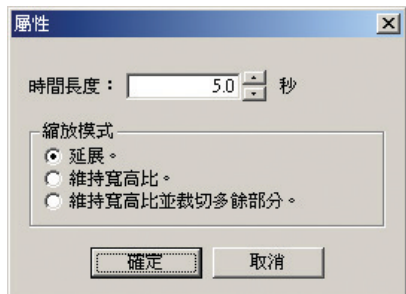 屬性
時間長度： 5.0 秒
縮放模式
延展。
維持寬高比。
維持寬高比並裁切多餘部分。
確定 取消